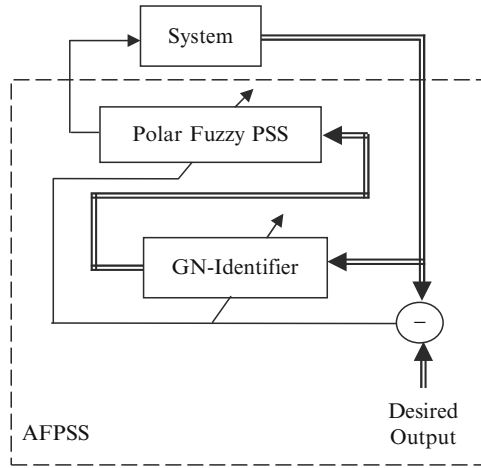 System
Polar Fuzzy PSS
GN-Identifier
−
AFPSS
Desired
Output